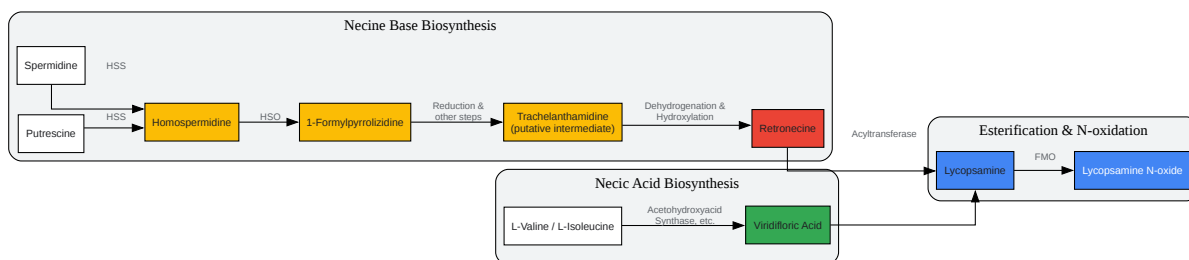 Necine Base Biosynthesis
Spermidine
HSS
Putrescine
HSS
Homospermidine
HSO
1-Formylpyrrolizidine
Reduction &
other steps
Trachelanthamidine
(putative intermediate)
Dehydrogenation &
Hydroxylation
Retronecine
Acyltransferase
Esterification & N-oxidation
Lycopsamine
FMO
Lycopsamine N-oxide
Necic Acid Biosynthesis
L-Valine / L-Isoleucine
Acetohydroxyacid
Synthase, etc.
Viridifloric Acid